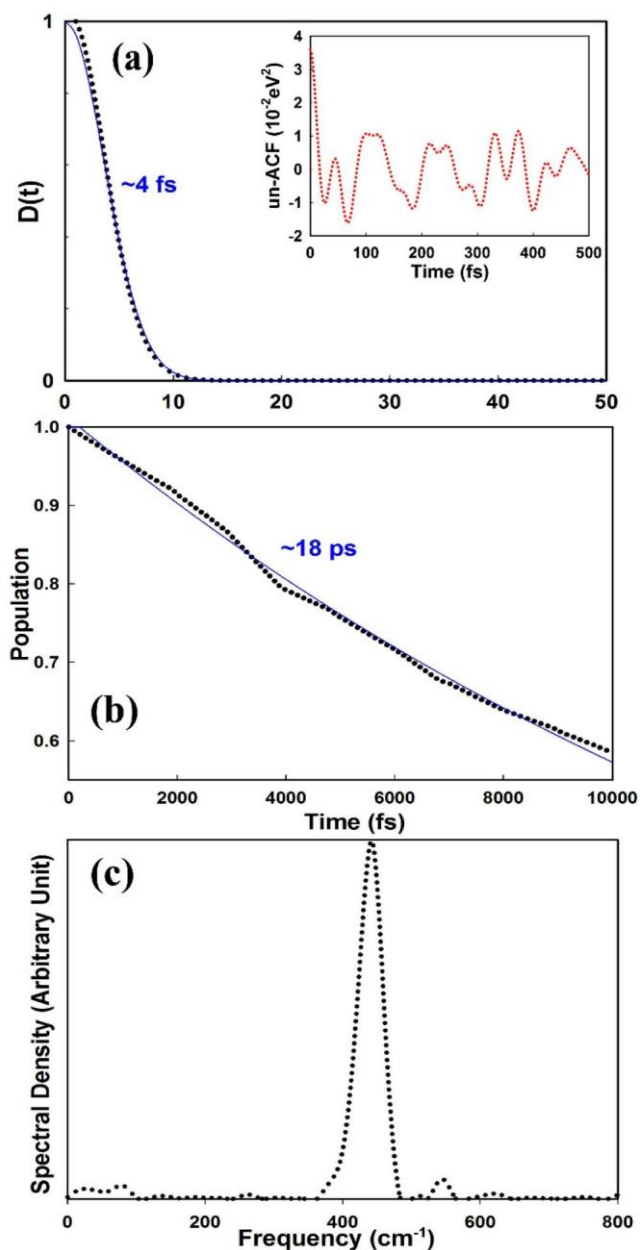 1
(a)
D(t)
~4 fs
0
0 10 20 30 40 50
4
3
2
1
0
-1
-2
un-ACF (10⁻²eV²)
0 100 200 300 400 500
Time (fs)
1.0
0.9
0.8
0.7
0.6
Population
~18 ps
(b)
0 2000 4000 6000 8000 10000
Time (fs)
(c)
Spectral Density (Arbitrary Unit)
0 200 400 600 800
Frequency (cm⁻¹)